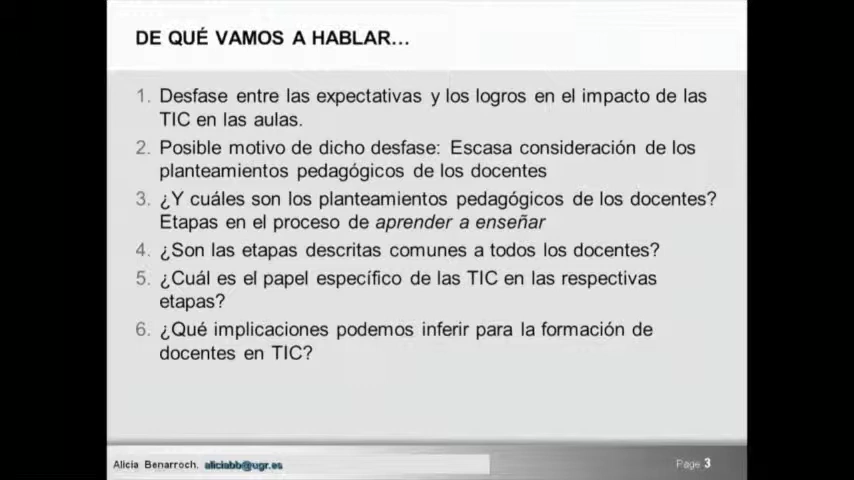 DE QUÉ VAMOS A HABLAR...
1. Desfase entre las expectativas y los logros en el impacto de las
TIC en las aulas.
2. Posible motivo de dicho desfase: Escasa consideración de los
planteamientos pedagógicos de los docentes
3. ¿Y cuáles son los planteamientos pedagógicos de los docentes?
Etapas en el proceso de aprender a enseñar
4. ¿Son las etapas descritas comunes a todos los docentes?
5. ¿Cuál es el papel específico de las TIC en las respectivas
etapas?
6. ¿Qué implicaciones podemos inferir para la formación de
docentes en TIC?
Alicia Benarroch, aliciabb@ugr.es
Page 3